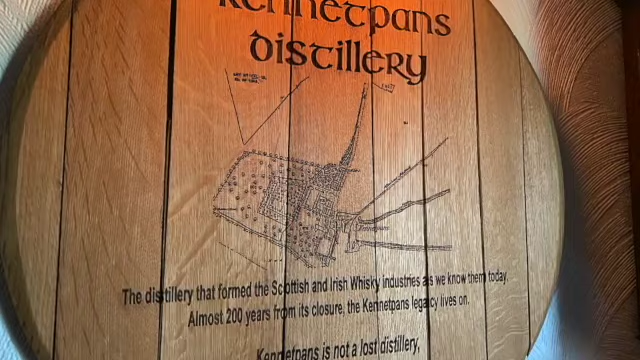 Kennetpans
distillery
The distillery that formed the Scottish and Irish Whisky industries as we know them today.
Almost 200 years from its closure, the Kennetpans legacy lives on.
Kennetpans is not a lost distillery,